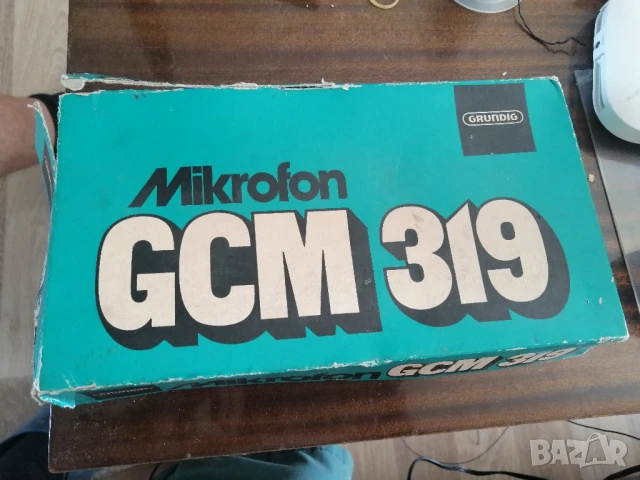 GRUNDIG
Mikrofon
GCM 319
Mikrofon GCM 319
BAZAR